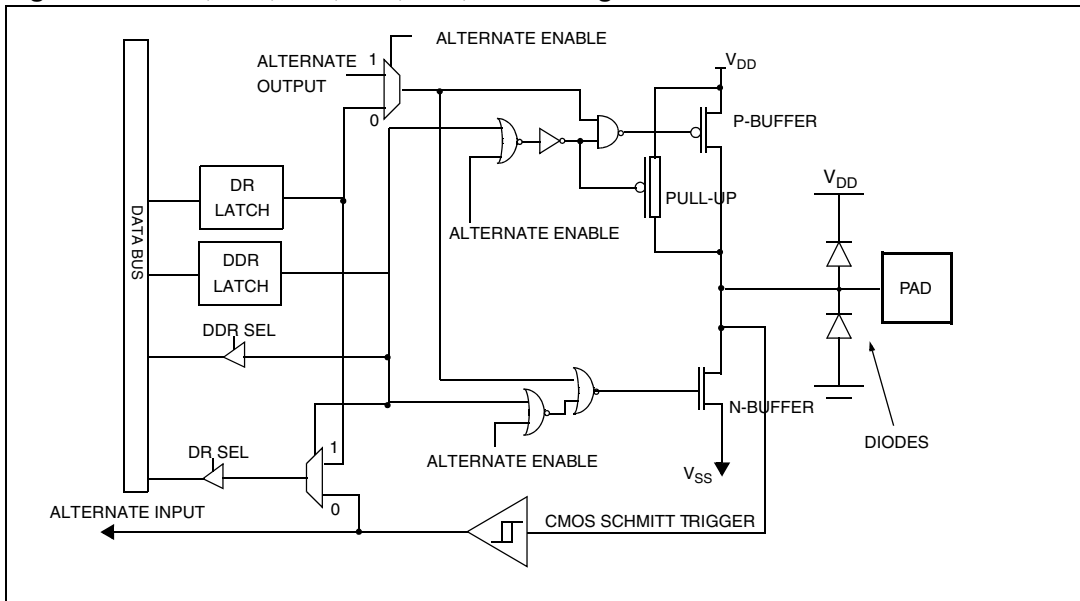 ALTERNATE ENABLE
ALTERNATE
OUTPUT
1
0
VDD
P-BUFFER
PULL-UP
ALTERNATE ENABLE
DR
LATCH
DATA BUS
DDR
LATCH
DDR SEL
VDD
PAD
DIODES
N-BUFFER
VSS
ALTERNATE ENABLE
DR SEL
1
0
ALTERNATE INPUT
CMOS SCHMITT TRIGGER